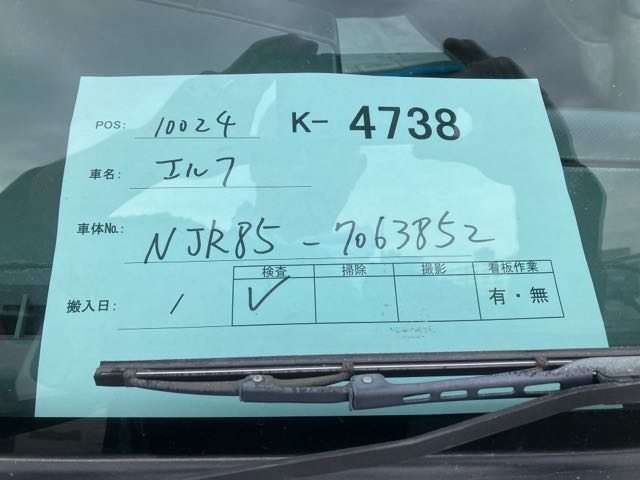 POS: 10024 K- 4738
車名: エルフ
車体No.: NJR85-7063852
検査 掃除 撮影 看板作業
搬入日: / ✓ 有・無